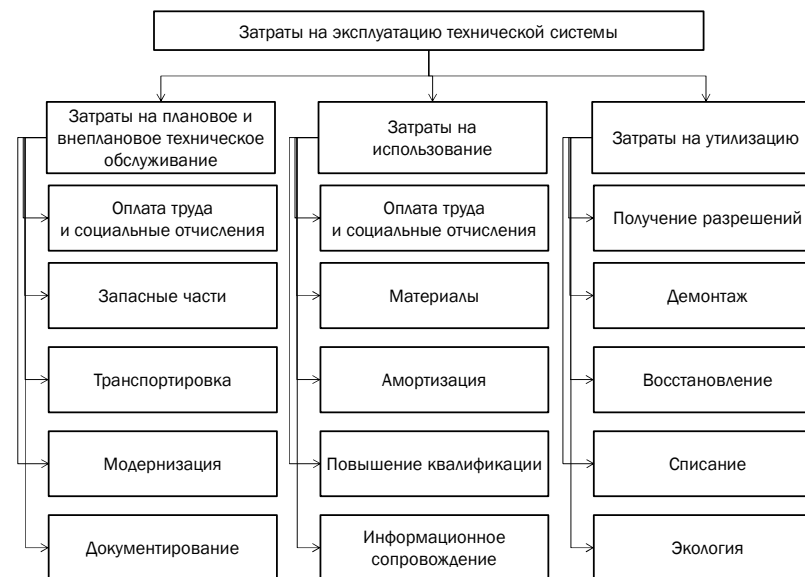 Затраты на эксплуатацию технической системы
Затраты на плановое и
внеплановое техническое
обслуживание
Оплата труда
и социальные отчисления
Запасные части
Транспортировка
Модернизация
Документирование
Затраты на
использование
Оплата труда
и социальные отчисления
Материалы
Амортизация
Повышение квалификации
Информационное
сопровождение
Затраты на утилизацию
Получение разрешений
Демонтаж
Восстановление
Списание
Экология